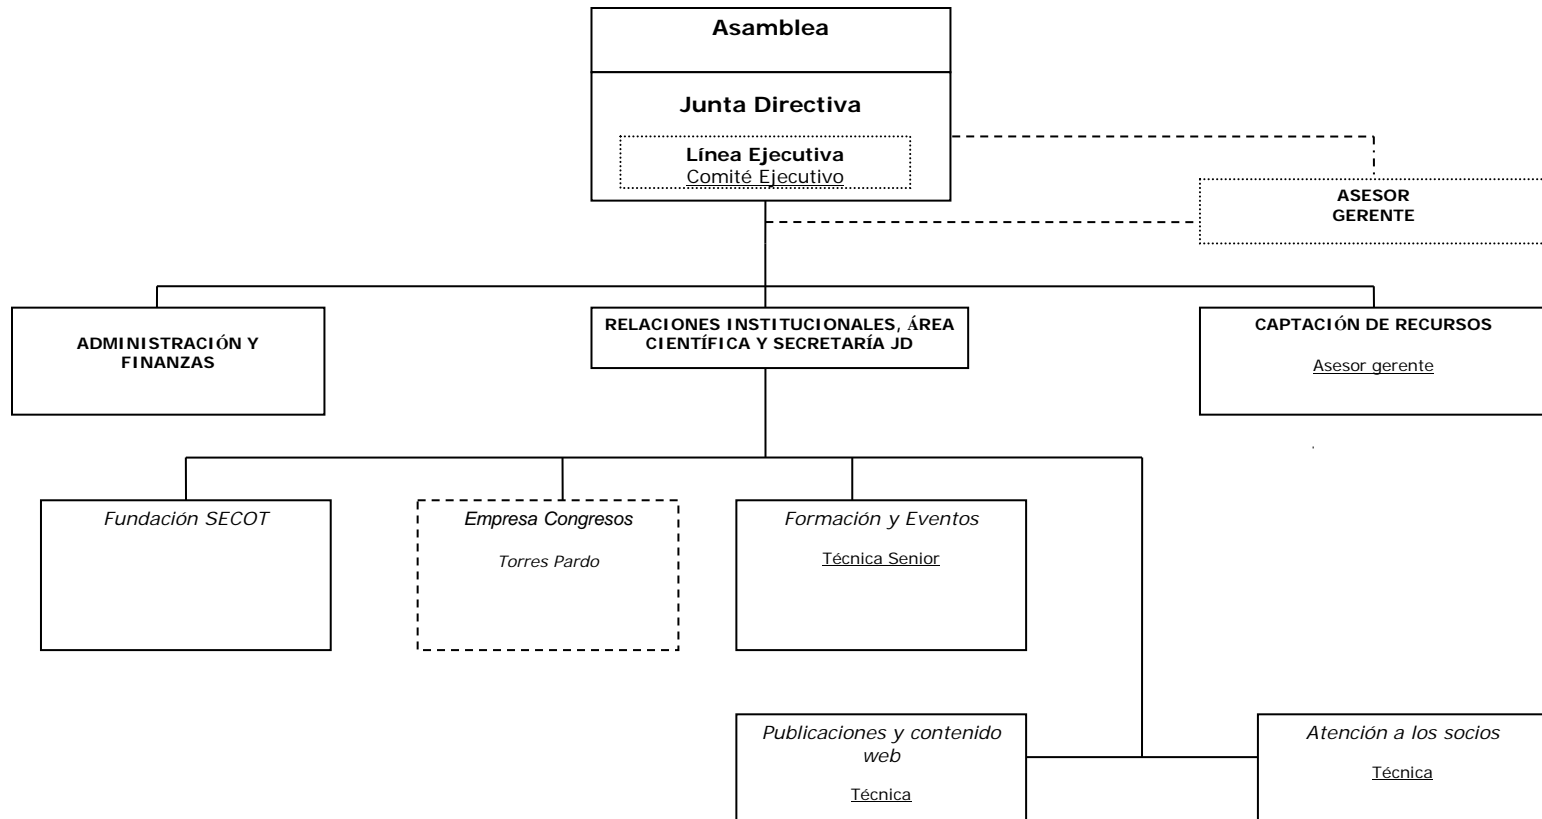 Asamblea
Junta Directiva
Línea Ejecutiva
Comité Ejecutivo
ASESOR
GERENTE
ADMINISTRACIÓN Y
FINANZAS
RELACIONES INSTITUCIONALES, ÁREA
CIENTÍFICA Y SECRETARÍA JD
CAPTACIÓN DE RECURSOS
Asesor gerente
Fundación SECOT
Empresa Congresos
Torres Pardo
Formación y Eventos
Técnica Senior
Publicaciones y contenido
web
Técnica
Atención a los socios
Técnica